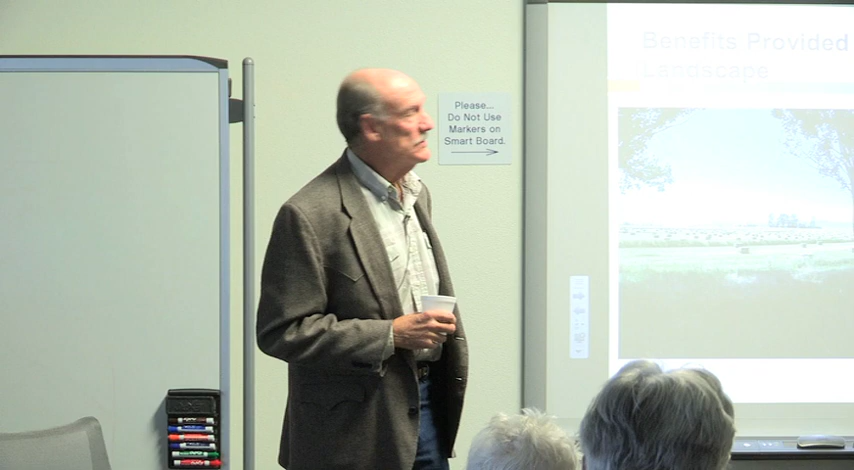 Please...
Do Not Use
Markers on
Smart Board.
Benefits Provided
Landscape